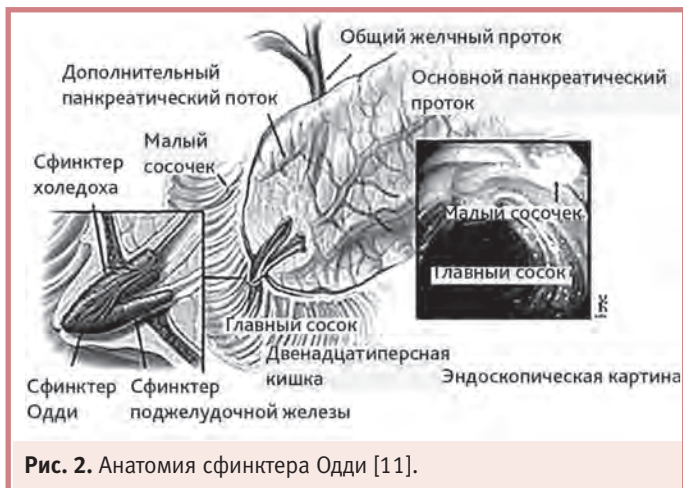 Общий желчный проток
Дополнительный
панкреатический поток
Основной панкреатический
проток
Малый
сосочек
Сфинктер
холедоха
Малый сосочек
Главный сосок
Главный сосок
Двенадцатиперсная
кишка
Эндоскопическая картина
Сфинктер
Одди
Сфинктер
поджелудочной железы
Рис. 2. Анатомия сфинктера Одди [11].